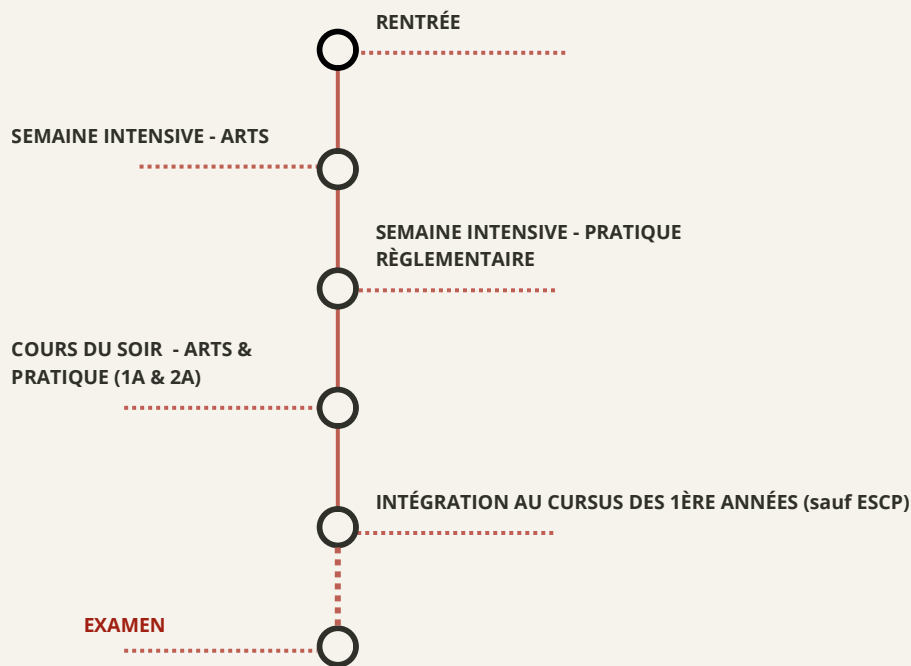 RENTRÉE
SEMAINE INTENSIVE - ARTS
SEMAINE INTENSIVE - PRATIQUE
RÈGLEMENTAIRE
COURS DU SOIR - ARTS &
PRATIQUE (1A & 2A)
INTÉGRATION AU CURSUS DES 1ÈRE ANNÉES (sauf ESCP)
EXAMEN